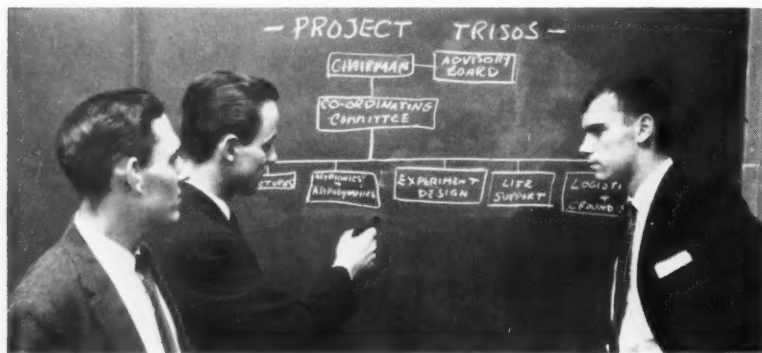 - PROJECT TRISOS -
CHAIRMAN
ADVISORY
BOARD
CO-ORDINATING
COMMITTEE
EXPERIMENT
DESIGN
LIFE
SUPPORT